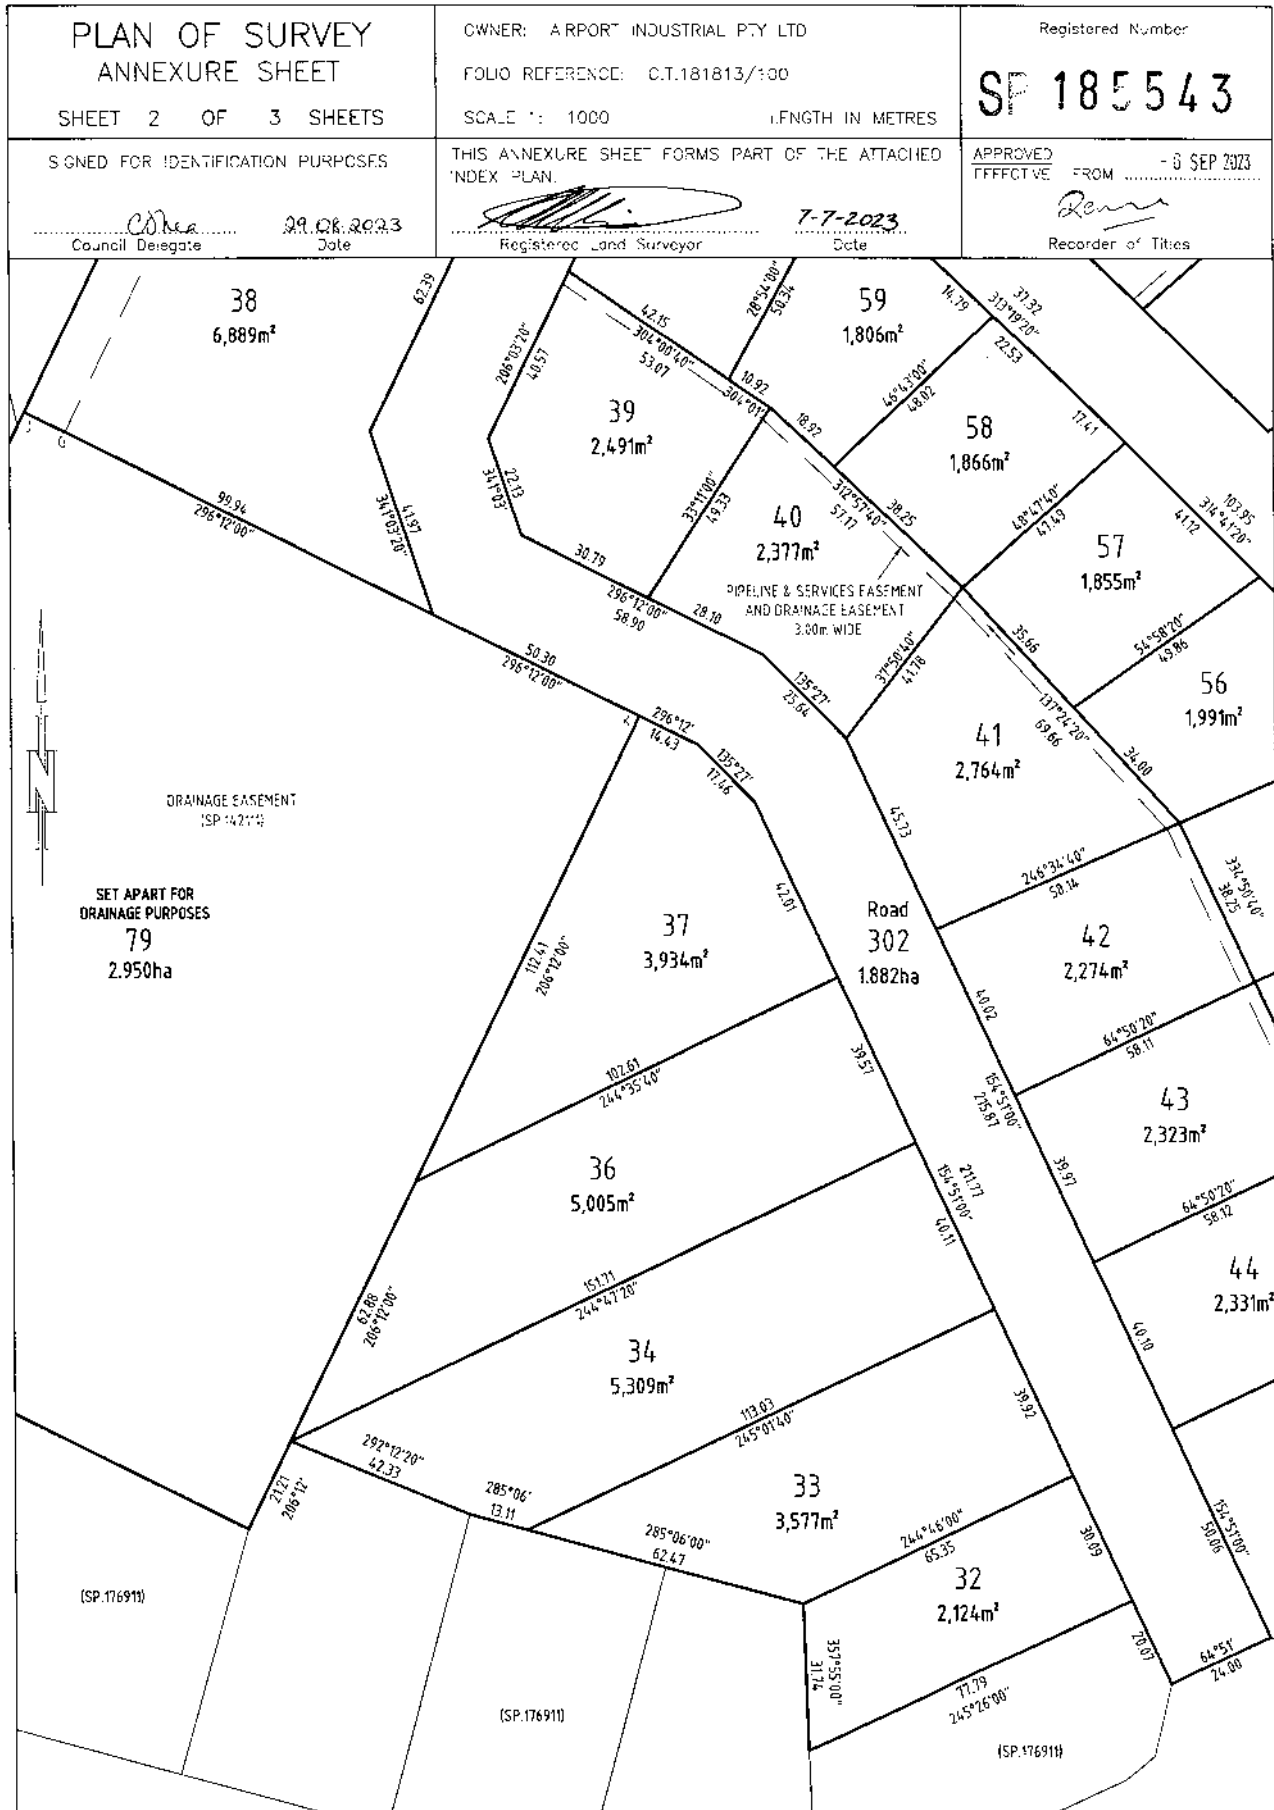 PLAN OF SURVEY
ANNEXURE SHEET
SHEET 2 OF 3 SHEETS
OWNER: AIRPORT INDUSTRIAL PTY LTD
FOLIO REFERENCE: C.T.181813/100
SCALE 1: 1000 LENGTH IN METRES
Registered Number
SP 185543
SIGNED FOR IDENTIFICATION PURPOSES
Council Delegate
29.08.2023
Date
THIS ANNEXURE SHEET FORMS PART OF THE ATTACHED
INDEX PLAN.
Registered Land Surveyor
7-7-2023
Date
APPROVED
EFFECTIVE FROM - 6 SEP 2023
Recorder of Titles
38
6,889m²
62.39
206°03'20"
40.57
42.15
304°00'40"
53.07
28°54'00"
50.34
59
1,806m²
14.79
37.32
313°19'20"
22.53
10.92
304°01'
39
2,491m²
18.92
46°43'00"
48.02
58
1,866m²
17.41
99.94
296°12'00"
341°03'20"
41.97
22.13
341°03'
33°11'00"
49.33
40
2,377m²
312°57'40"
57.17
38.25
48°47'40"
47.49
103.95
314°41'20"
41.12
57
1,855m²
30.79
296°12'00"
58.90
28.10
PIPELINE & SERVICES EASEMENT
AND DRAINAGE EASEMENT
3.00m WIDE
35.66
54°58'20"
49.86
50.30
296°12'00"
135°27'
25.64
37°50'40"
41.78
137°24'20"
69.66
56
1,991m²
296°12'
14.43
41
2,764m²
34.00
135°27'
17.46
DRAINAGE EASEMENT
(SP.142111)
45.73
246°34'40"
58.14
334°50'40"
38.25
SET APART FOR
DRAINAGE PURPOSES
79
2.950ha
42.01
Road
302
1.882ha
37
3,934m²
42
2,274m²
112.41
206°12'00"
40.02
64°50'20"
58.11
39.57
102.61
244°35'40"
154°51'00"
215.87
43
2,323m²
36
5,005m²
211.77
154°51'00"
40.11
39.97
64°50'20"
58.12
44
2,331m²
62.88
206°12'00"
151.71
244°47'20"
40.10
34
5,309m²
39.92
113.03
245°01'40"
292°12'20"
42.33
21.21
206°12'
285°06'
13.11
33
3,577m²
285°06'00"
62.47
244°46'00"
65.35
30.09
154°51'00"
50.06
32
2,124m²
(SP.176911)
357°55'00"
31.74
20.07
64°51'
24.00
77.79
245°26'00"
(SP.176911)
(SP.176911)